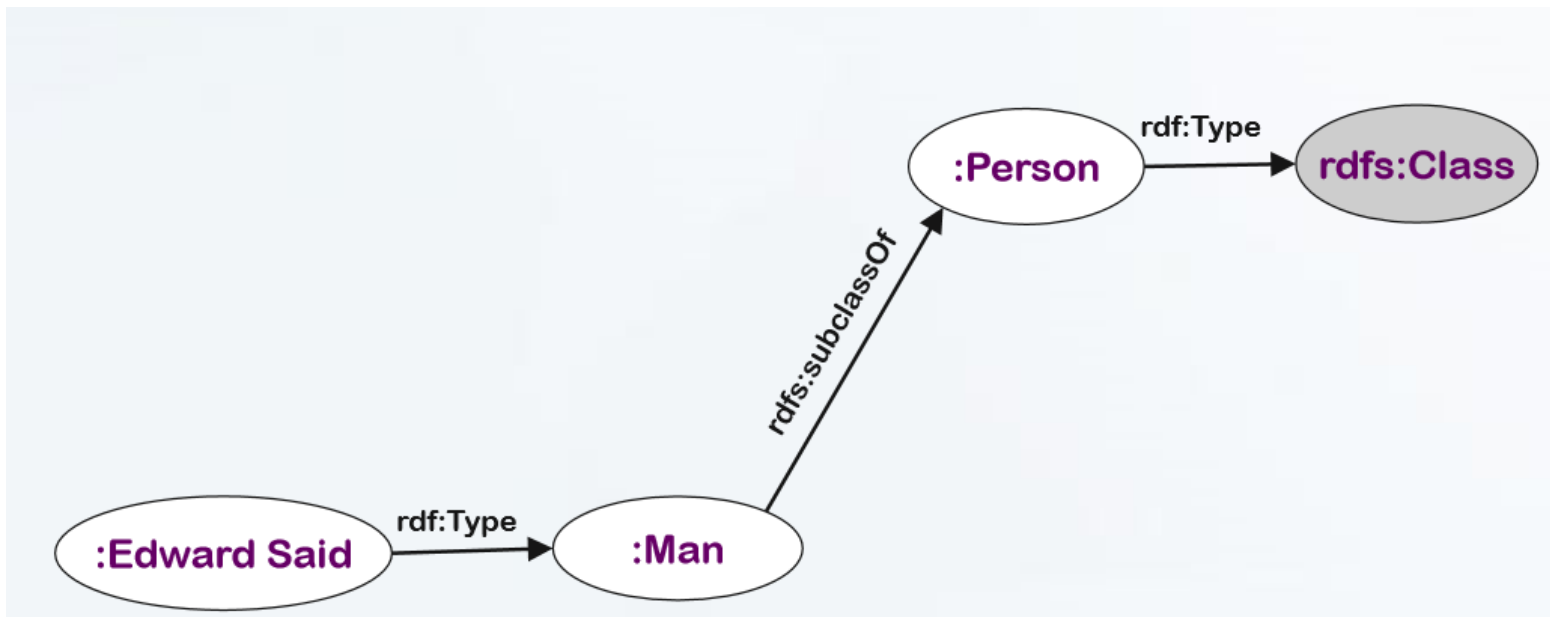 rdf:Type
:Person
rdfs:Class
rdfs:subclassOf
rdf:Type
:Edward Said
:Man